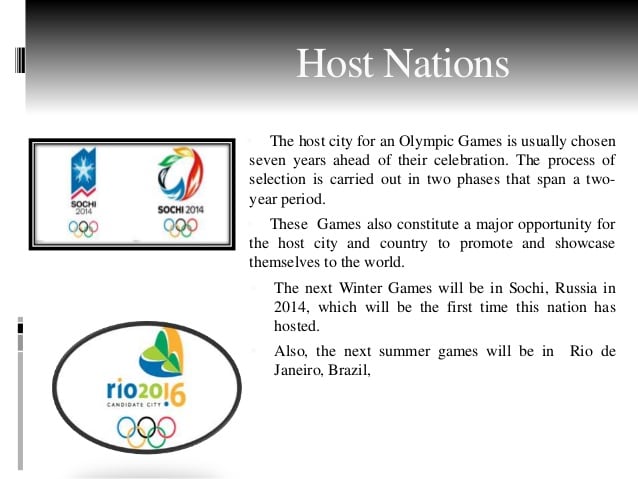 Host Nations
The host city for an Olympic Games is usually chosen
seven years ahead of their celebration. The process of
selection is carried out in two phases that span a two-
year period.
These Games also constitute a major opportunity for
the host city and country to promote and showcase
themselves to the world.
The next Winter Games will be in Sochi, Russia in
2014, which will be the first time this nation has
hosted.
Also, the next summer games will be in Rio de
Janeiro, Brazil,
SOCHI
2014
SOCHI 2014
rio2016
CANDIDATE CITY